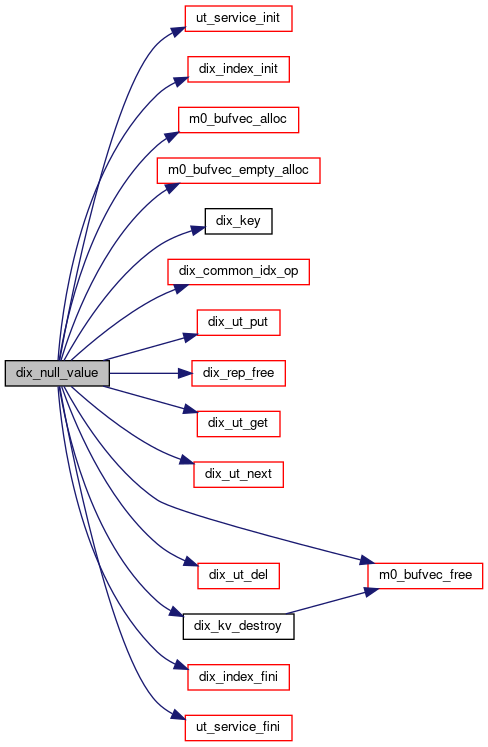 ut_service_init
dix_index_init
m0_bufvec_alloc
m0_bufvec_empty_alloc
dix_key
dix_common_idx_op
dix_ut_put
dix_null_value
dix_rep_free
dix_ut_get
dix_ut_next
dix_ut_del
m0_bufvec_free
dix_kv_destroy
dix_index_fini
ut_service_fini